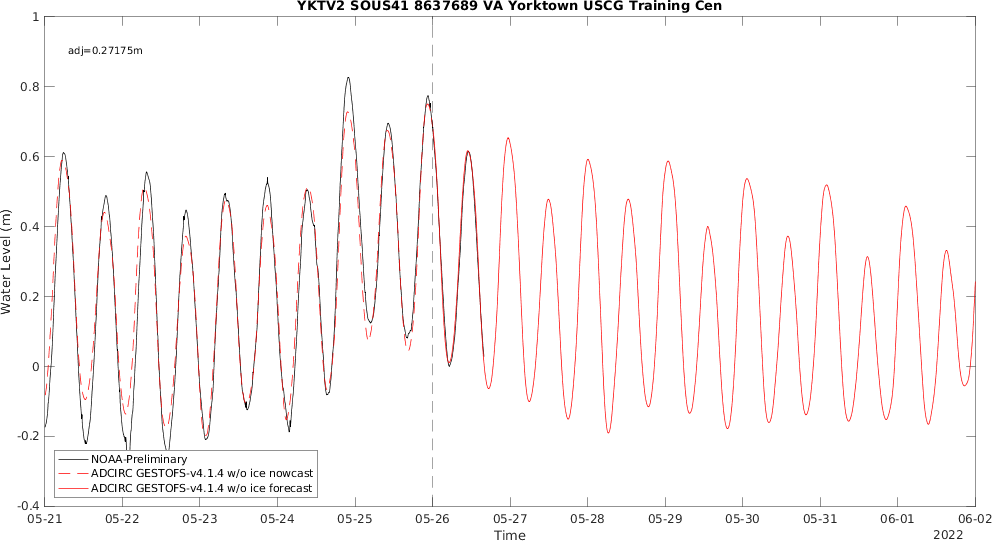 YKTV2 SOUS41 8637689 VA Yorktown USCG Training Cen
adj=0.27175m
1
0.8
0.6
0.4
0.2
0
-0.2
-0.4
Water Level (m)
NOAA-Preliminary
ADCIRC GESTOFS-v4.1.4 w/o ice nowcast
ADCIRC GESTOFS-v4.1.4 w/o ice forecast
05-21 05-22 05-23 05-24 05-25 05-26 05-27 05-28 05-29 05-30 05-31 06-01 06-02
Time
2022